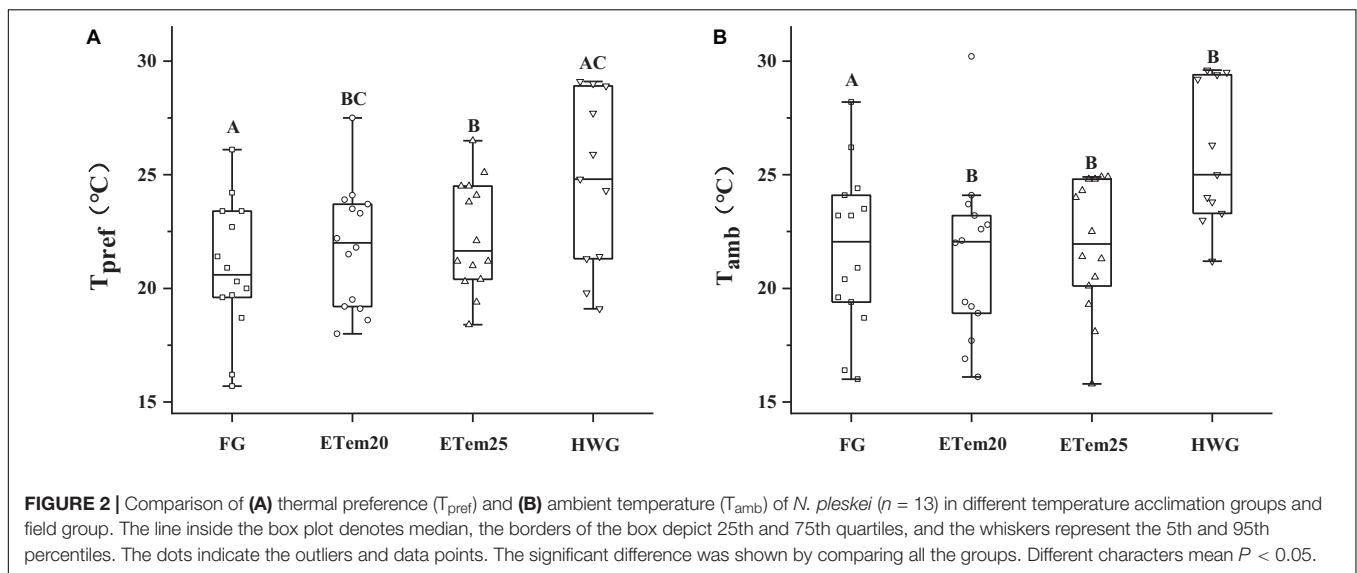 A
B
30
25
20
15
T_pref (°C)
A
BC
B
AC
FG
ETem20
ETem25
HWG
30
25
20
15
T_amb (°C)
A
B
B
B
FG
ETem20
ETem25
HWG
FIGURE 2 | Comparison of (A) thermal preference (T_pref) and (B) ambient temperature (T_amb) of N. pleskei (n = 13) in different temperature acclimation groups and
field group. The line inside the box plot denotes median, the borders of the box depict 25th and 75th quartiles, and the whiskers represent the 5th and 95th
percentiles. The dots indicate the outliers and data points. The significant difference was shown by comparing all the groups. Different characters mean P < 0.05.